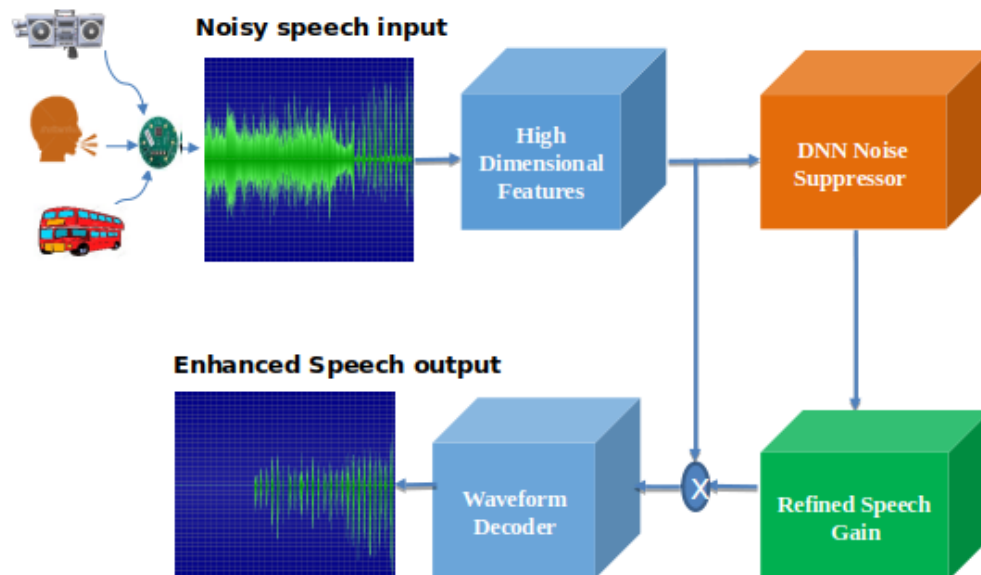 Noisy speech input
High
Dimensional
Features
DNN Noise
Suppressor
Enhanced Speech output
Waveform
Decoder
X
Refined Speech
Gain